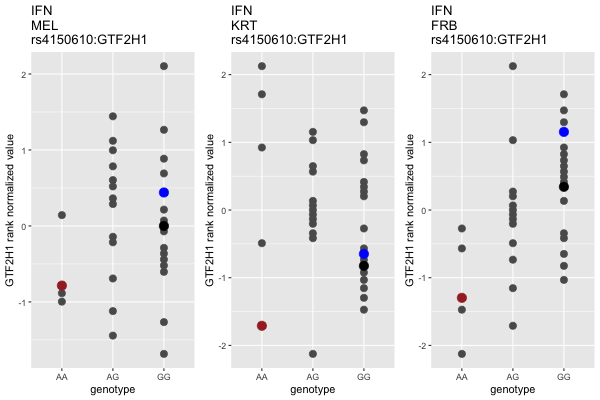 IFN
MEL
rs4150610:GTF2H1
GTF2H1 rank normalized value
2
1
0
-1
AA
AG
GG
genotype
IFN
KRT
rs4150610:GTF2H1
GTF2H1 rank normalized value
2
1
0
-1
-2
AA
AG
GG
genotype
IFN
FRB
rs4150610:GTF2H1
GTF2H1 rank normalized value
2
1
0
-1
-2
AA
AG
GG
genotype